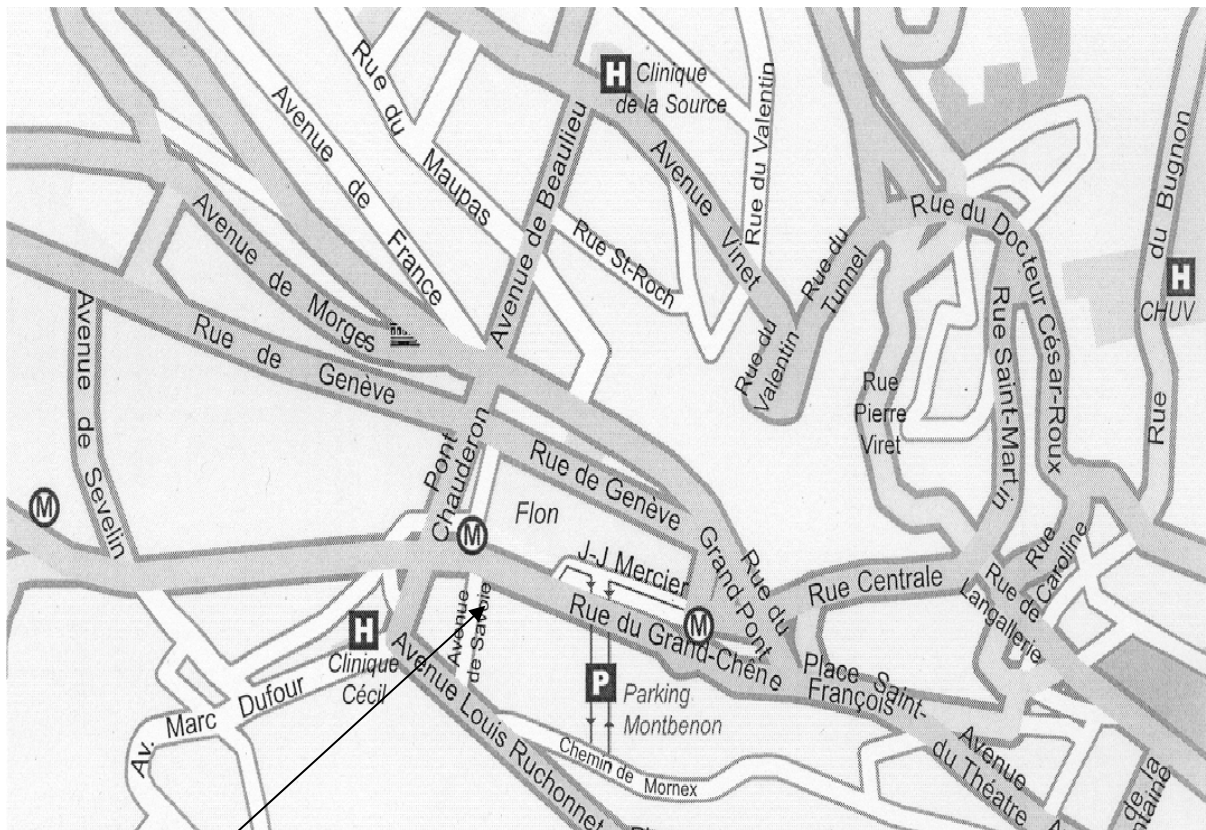 H
Clinique
de la Source
Rue du Maupas
Avenue de France
Avenue de Beaulieu
Avenue Vinet
Rue du Valentin
Rue St-Roch
Rue du
Tunnel
Rue du
Valentin
Rue du Docteur César-Roux
Rue du Bugnon
H
CHUV
Avenue de Morges
Rue de Genève
Avenue de Sevelin
Rue
Pierre
Viret
Rue Saint-Martin
Pont
Chauderon
Rue de Genève
Flon
M
M
J-J Mercier
Rue du
Grand Pont
Rue Centrale
Rue
Caroline
Rue de
Langallerie
Rue du Grand-Chêne
M
Avenue
de Savoie
H
Clinique
Cécil
Av. Marc Dufour
Avenue Louis Ruchonnet
P
Parking
Montbenon
Chemin de
Mornex
Place Saint-
François
Avenue
du Théatre
de la